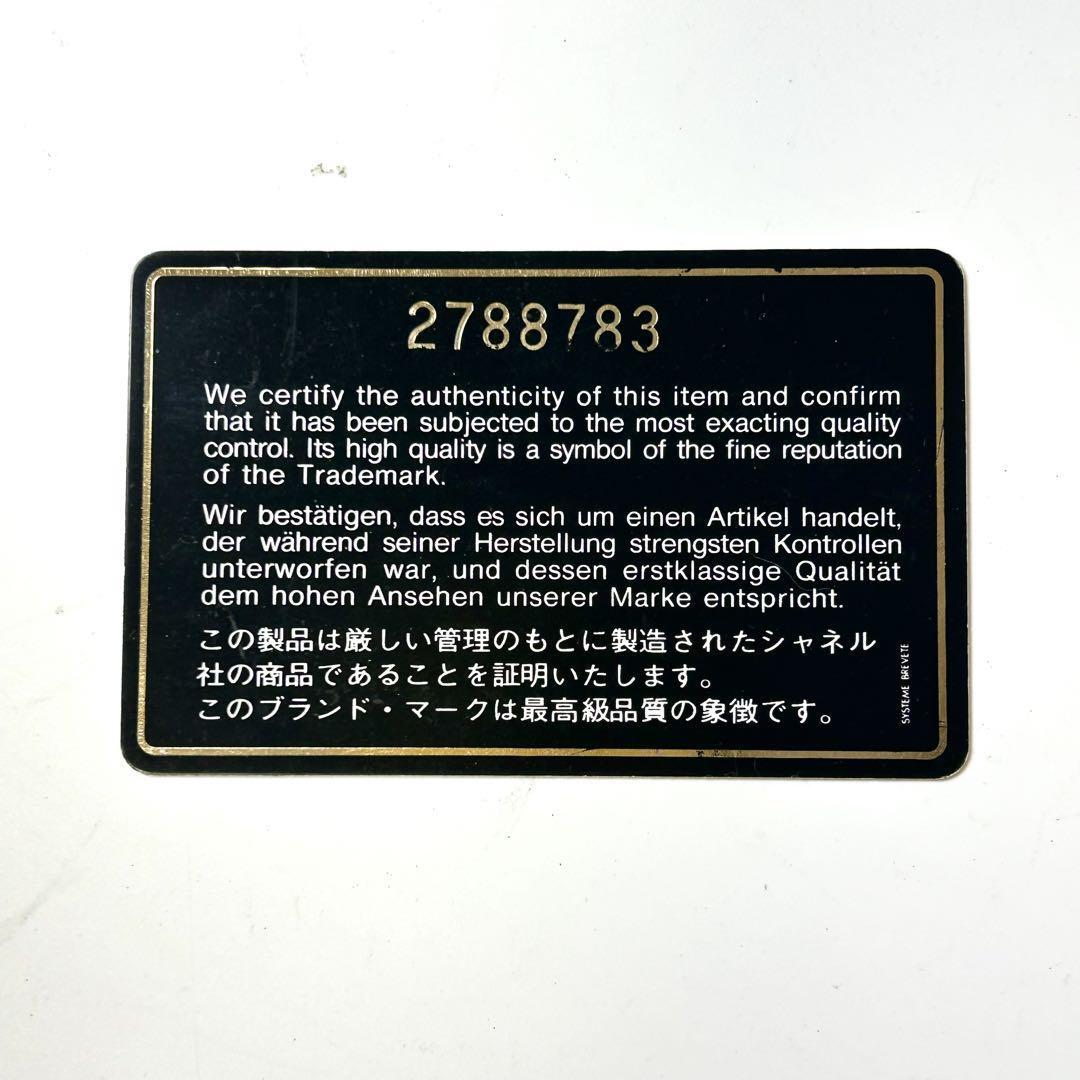 2788783
We certify the authenticity of this item and confirm
that it has been subjected to the most exacting quality
control. Its high quality is a symbol of the fine reputation
of the Trademark.
Wir bestätigen, dass es sich um einen Artikel handelt,
der während seiner Herstellung strengsten Kontrollen
unterworfen war, und dessen erstklassige Qualität
dem hohen Ansehen unserer Marke entspricht.
この製品は厳しい管理のもとに製造されたシャネル
社の商品であることを証明いたします。
このブランド・マークは最高級品質の象徴です。
SYSTEME BREVETE